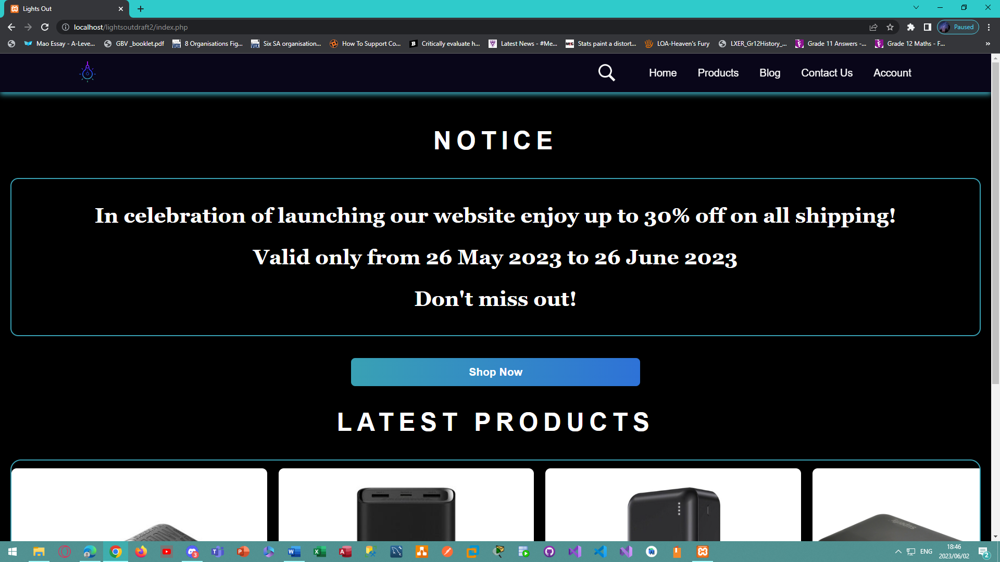 Lights Out
localhost/lightsoutdraft2/index.php
Paused
Mao Essay - A-Leve...
GBV _booklet.pdf
8 Organisations Fig...
Six SA organisation...
How To Support Co...
Critically evaluate h...
Latest News - #Me...
Stats paint a distort...
LOA-Heaven's Fury
LXER_Gr12History_...
Grade 11 Answers -...
Grade 12 Maths - F...
Home
Products
Blog
Contact Us
Account
NOTICE
In celebration of launching our website enjoy up to 30% off on all shipping!
Valid only from 26 May 2023 to 26 June 2023
Don't miss out!
Shop Now
LATEST PRODUCTS
3
ENG
18:46
2023/06/02
2